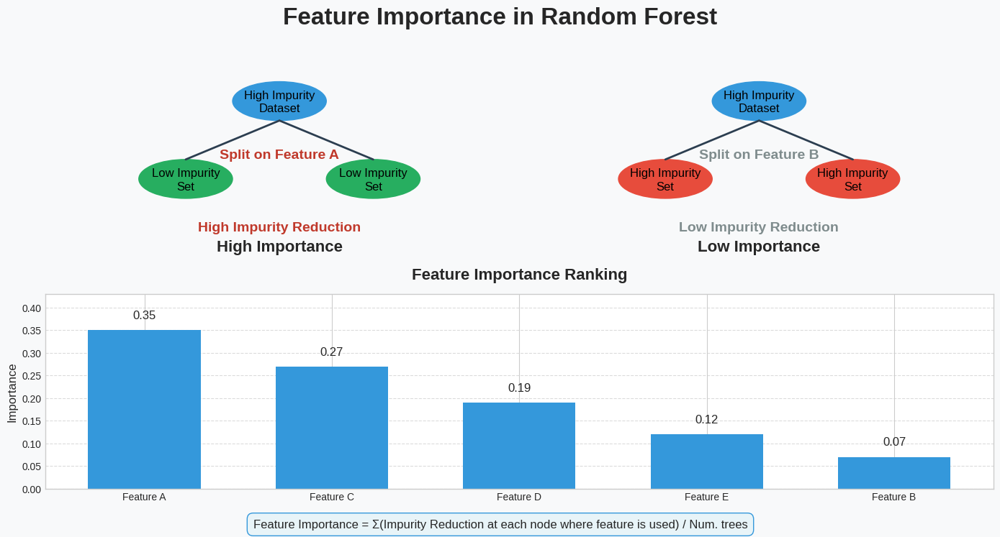 Feature Importance in Random Forest
High Impurity
Dataset
Split on Feature A
Low Impurity
Set
Low Impurity
Set
High Impurity Reduction
High Importance
High Impurity
Dataset
Split on Feature B
High Impurity
Set
High Impurity
Set
Low Impurity Reduction
Low Importance
Feature Importance Ranking
Importance
0.40
0.35
0.30
0.25
0.20
0.15
0.10
0.05
0.00
0.35
0.27
0.19
0.12
0.07
Feature A
Feature C
Feature D
Feature E
Feature B
Feature Importance = Σ(Impurity Reduction at each node where feature is used) / Num. trees